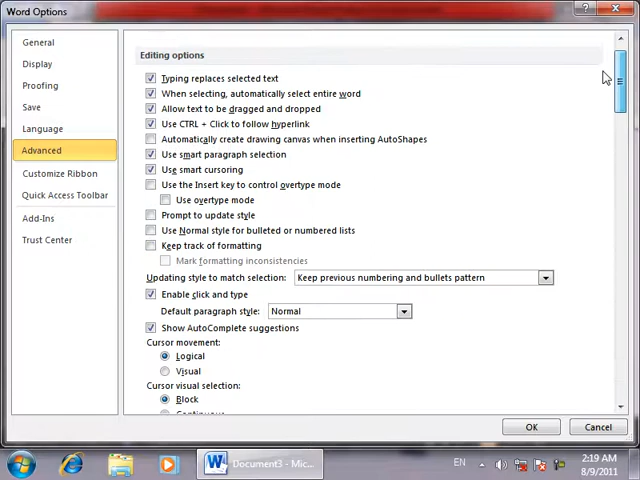 Word Options
General
Display
Proofing
Save
Language
Advanced
Customize Ribbon
Quick Access Toolbar
Add-Ins
Trust Center
Editing options
Typing replaces selected text
When selecting, automatically select entire word
Allow text to be dragged and dropped
Use CTRL + Click to follow hyperlink
Automatically create drawing canvas when inserting AutoShapes
Use smart paragraph selection
Use smart cursoring
Use the Insert key to control overtype mode
Use overtype mode
Prompt to update style
Use Normal style for bulleted or numbered lists
Keep track of formatting
Mark formatting inconsistencies
Updating style to match selection: Keep previous numbering and bullets pattern
Enable click and type
Default paragraph style: Normal
Show AutoComplete suggestions
Cursor movement:
Logical
Visual
Cursor visual selection:
Block
Continuous
OK Cancel
Document3 - Mic...
EN
2:19 AM
8/9/2011